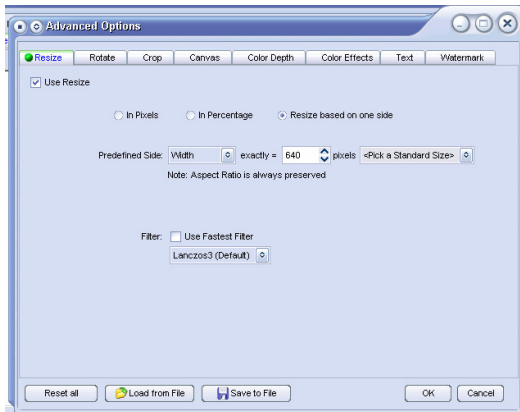 Advanced Options
Resize Rotate Crop Canvas Color Depth Color Effects Text Watermark
Use Resize
In Pixels In Percentage Resize based on one side
Predefined Side: Width exactly = 640 pixels <Pick a Standard Size>
Note: Aspect Ratio is always preserved
Filter: Use Fastest Filter
Lanczos3 (Default)
Reset all Load from File Save to File OK Cancel